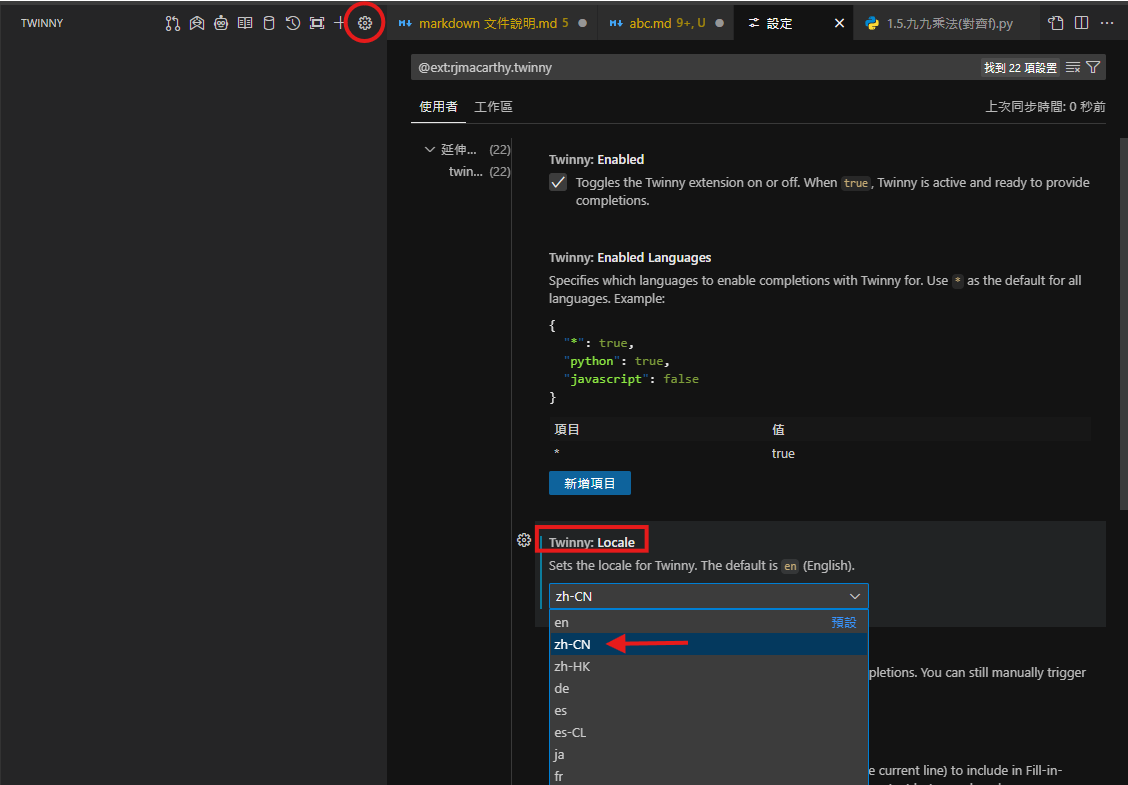 TWINNY
markdown 文件說明.md 5
abc.md 9+, U
設定
1.5.九九乘法(對齊f).py
@ext:rjmacarthy.twinny
找到 22 項設置
使用者
工作區
上次同步時間: 0 秒前
延伸... (22)
twin... (22)
Twinny: Enabled
Toggles the Twinny extension on or off. When true, Twinny is active and ready to provide
completions.
Twinny: Enabled Languages
Specifies which languages to enable completions with Twinny for. Use * as the default for all
languages. Example:
{
"*": true,
"python": true,
"javascript": false
}
項目 值
* true
新增項目
Twinny: Locale
Sets the locale for Twinny. The default is en (English).
zh-CN
en 預設
zh-CN
zh-HK
pletions. You can still manually trigger
de
es
es-CL
ja
e current line) to include in Fill-in-
fr